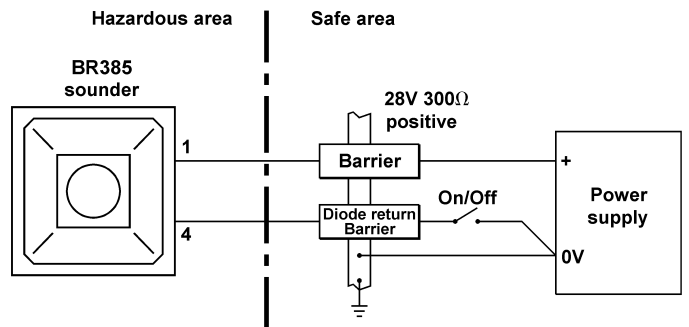 Hazardous area
Safe area
BR385
sounder
28V 300Ω
positive
1
Barrier
+
Power
supply
On/Off
Diode return
Barrier
4
0V